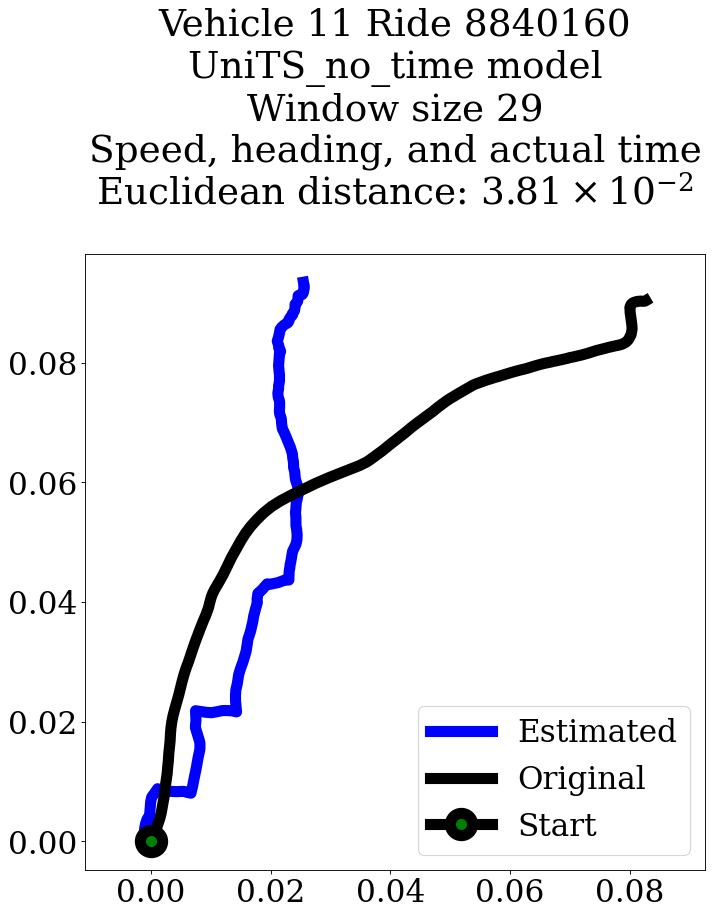 Vehicle 11 Ride 8840160
UniTS_no_time model
Window size 29
Speed, heading, and actual time
Euclidean distance: 3.81 × 10⁻²
0.08
0.06
0.04
0.02
0.00
Estimated
Original
Start
0.00 0.02 0.04 0.06 0.08